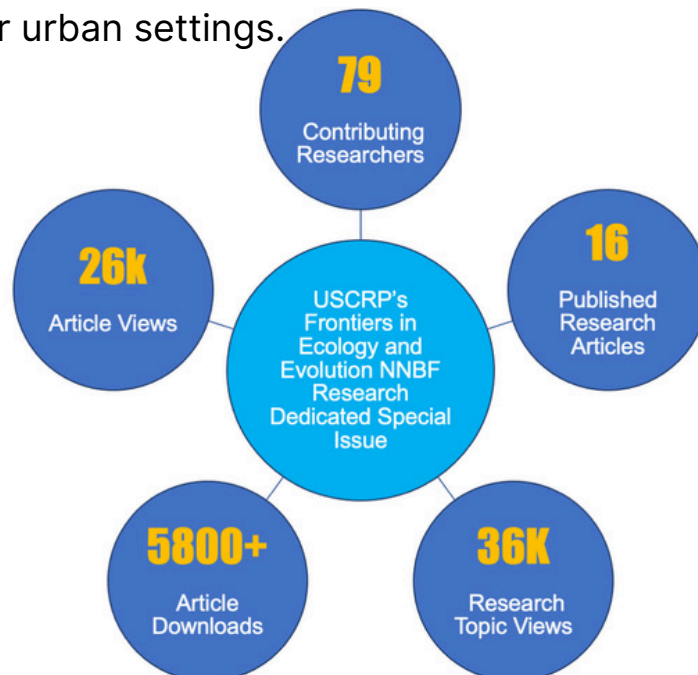 r urban settings.
79
Contributing
Researchers
26k
Article Views
16
Published
Research
Articles
USCRP's
Frontiers in
Ecology and
Evolution NNBF
Research
Dedicated Special
Issue
5800+
Article
Downloads
36K
Research
Topic Views